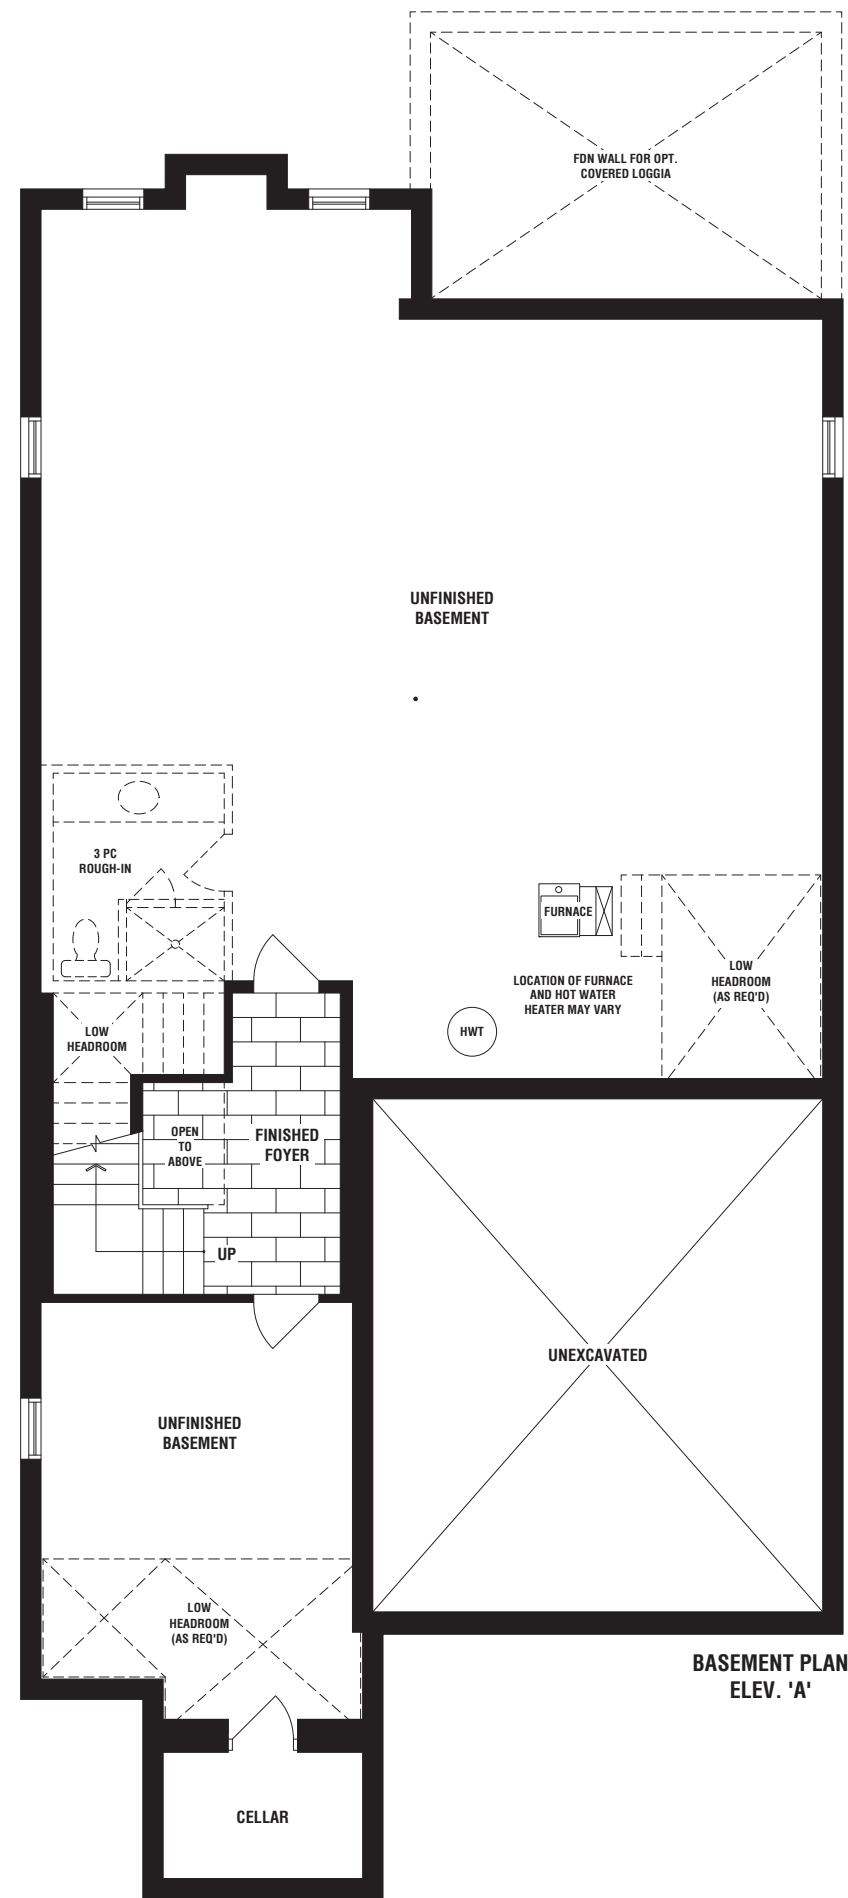 FDN WALL FOR OPT.
COVERED LOGGIA
UNFINISHED
BASEMENT
3 PC
ROUGH-IN
FURNACE
LOW
HEADROOM
(AS REQ'D)
LOCATION OF FURNACE
AND HOT WATER
HEATER MAY VARY
HWT
LOW
HEADROOM
OPEN
TO
ABOVE
FINISHED
FOYER
UP
UNEXCAVATED
UNFINISHED
BASEMENT
LOW
HEADROOM
(AS REQ'D)
BASEMENT PLAN
ELEV. 'A'
CELLAR